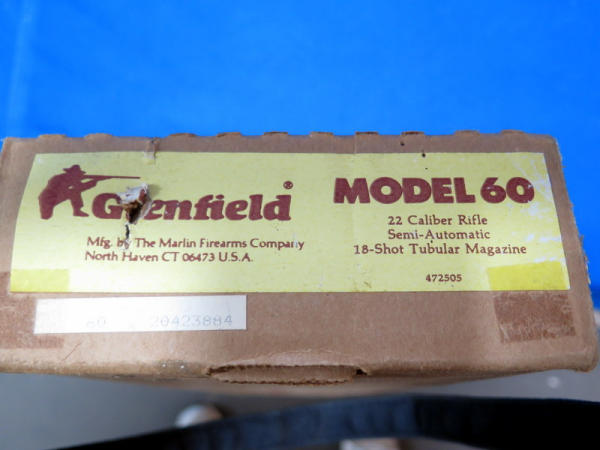 Glenfield®
Mfg. by The Marlin Firearms Company
North Haven CT 06473 U.S.A.
MODEL 60
22 Caliber Rifle
Semi-Automatic
18-Shot Tubular Magazine
472505
60 20423884